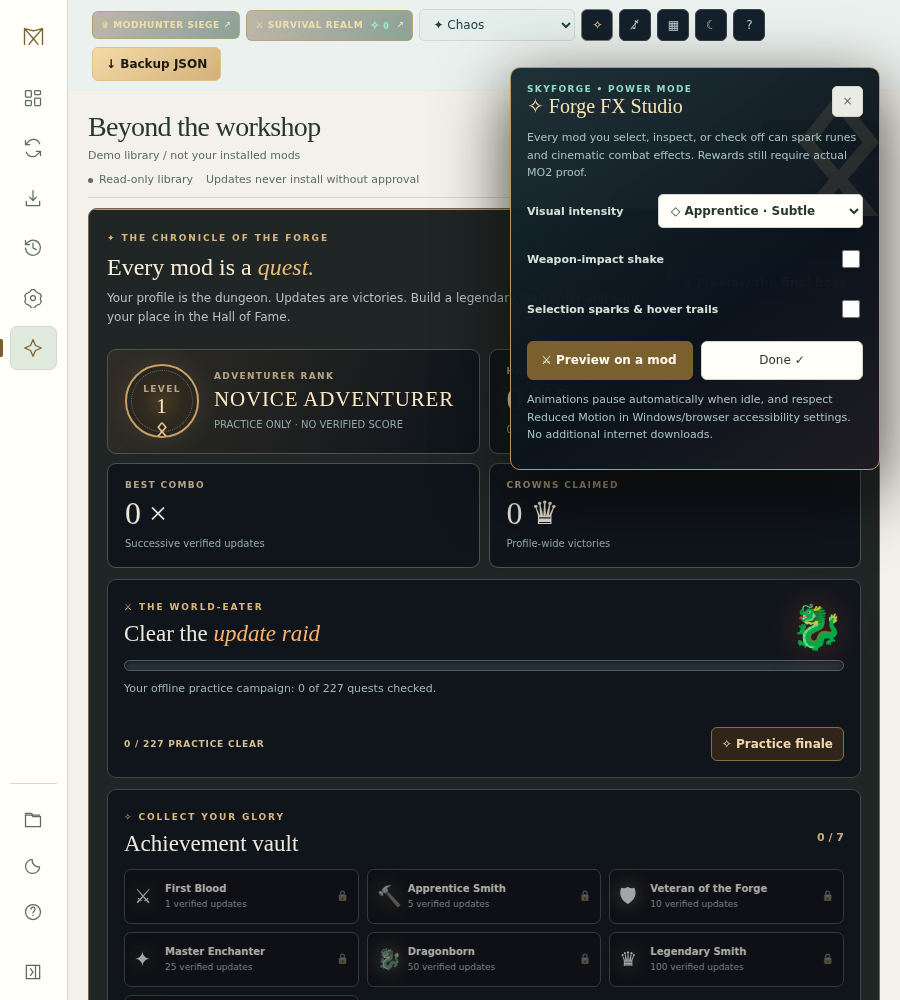 ♛ MODHUNTER SIEGE ↗
⚔ SURVIVAL REALM ✧ 0 ↗
✦ Chaos
?
↓ Backup JSON
Beyond the workshop
Demo library / not your installed mods
● Read-only library Updates never install without approval
SKYFORGE • POWER MODE
✧ Forge FX Studio
×
Every mod you select, inspect, or check off can spark runes
and cinematic combat effects. Rewards still require actual
MO2 proof.
Visual intensity
◇ Apprentice · Subtle
Weapon-impact shake
Selection sparks & hover trails
⚔ Preview on a mod
Done ✓
Animations pause automatically when idle, and respect
Reduced Motion in Windows/browser accessibility settings.
No additional internet downloads.
✦ THE CHRONICLE OF THE FORGE
Every mod is a quest.
Your profile is the dungeon. Updates are victories. Build a legendar
your place in the Hall of Fame.
LEVEL
1
ADVENTURER RANK
NOVICE ADVENTURER
PRACTICE ONLY · NO VERIFIED SCORE
BEST COMBO
0 ×
Successive verified updates
CROWNS CLAIMED
0 ♛
Profile-wide victories
⚔ THE WORLD-EATER
Clear the update raid
Your offline practice campaign: 0 of 227 quests checked.
0 / 227 PRACTICE CLEAR
✧ Practice finale
✧ COLLECT YOUR GLORY
Achievement vault
0 / 7
First Blood
1 verified updates
Apprentice Smith
5 verified updates
Veteran of the Forge
10 verified updates
Master Enchanter
25 verified updates
Dragonborn
50 verified updates
Legendary Smith
100 verified updates